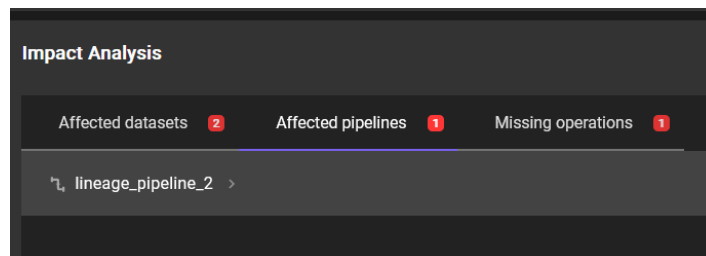 Impact Analysis
Affected datasets 2 Affected pipelines 1 Missing operations 1
lineage_pipeline_2